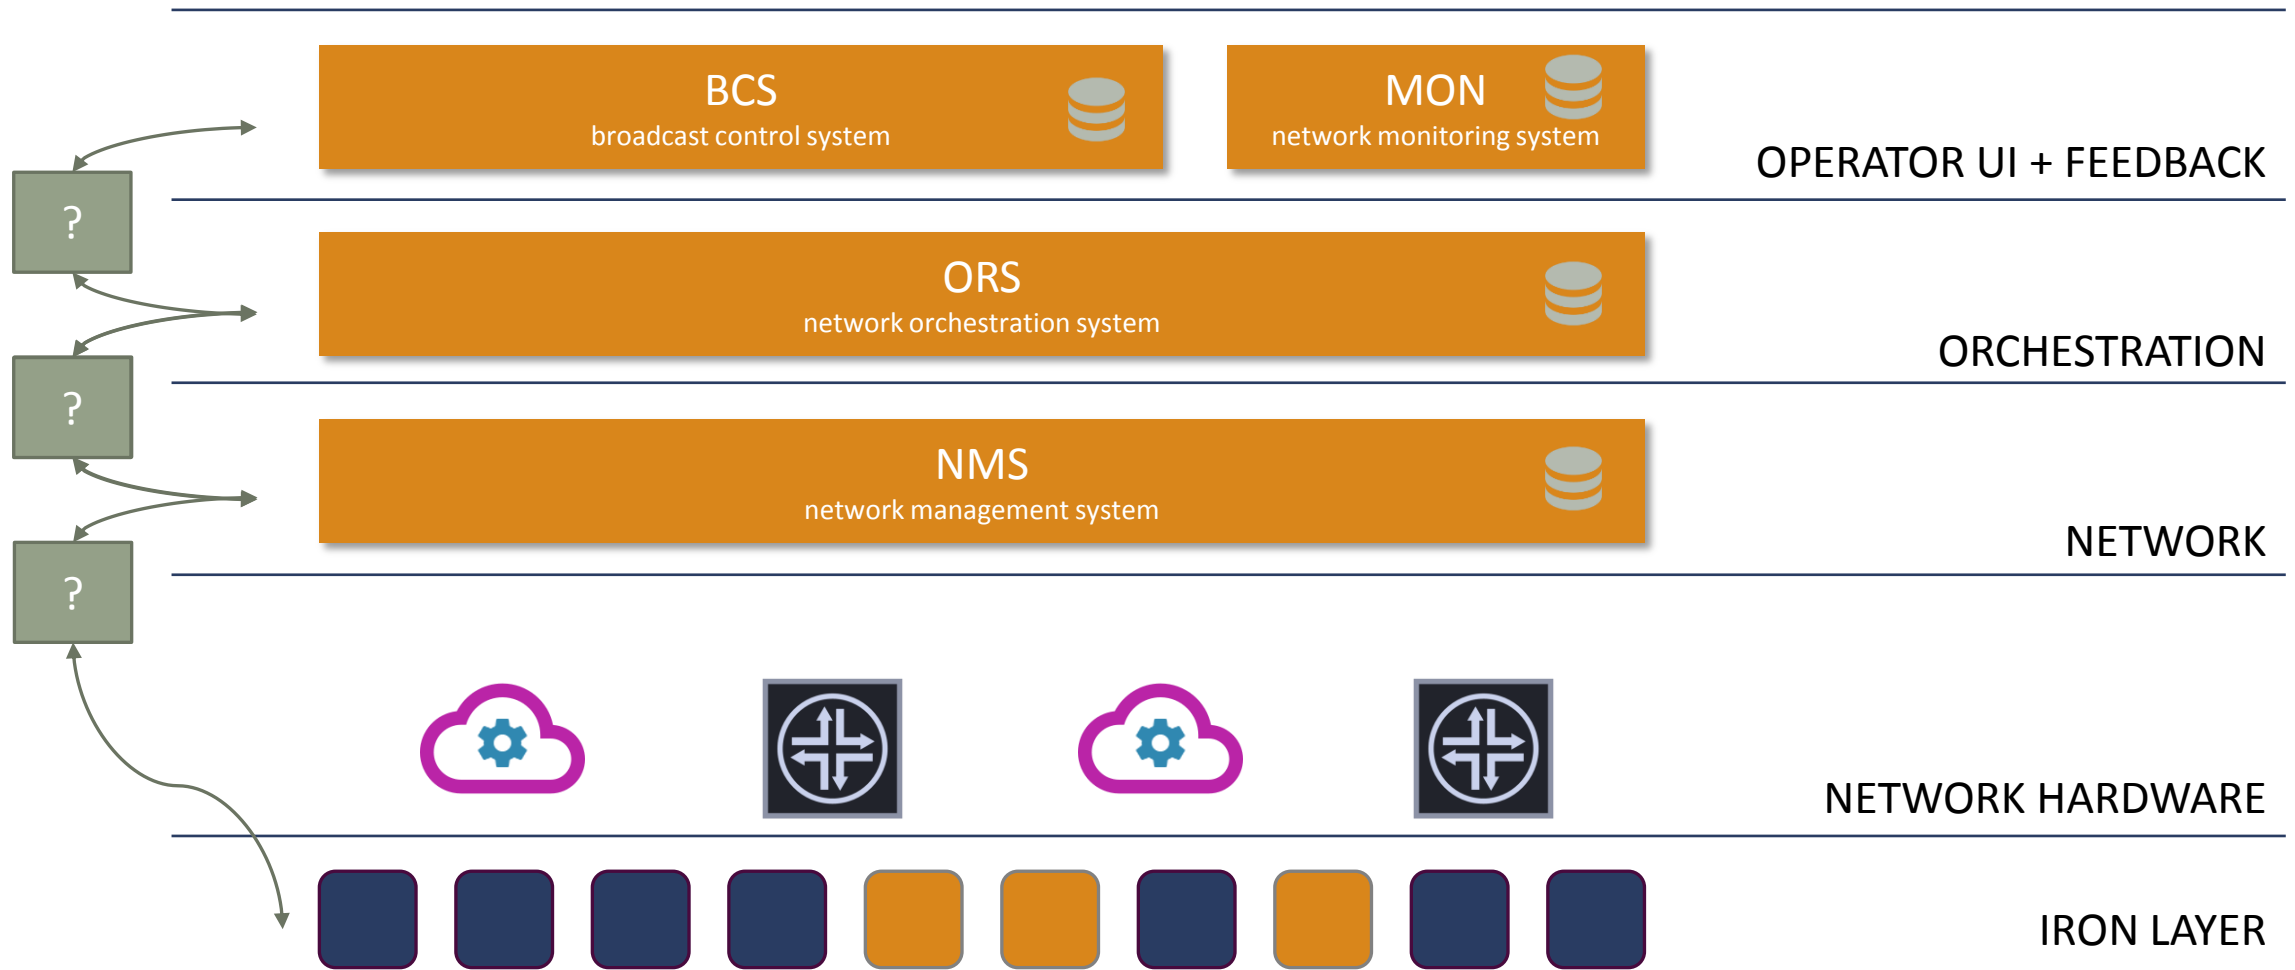 BCS
broadcast control system
MON
network monitoring system
OPERATOR UI + FEEDBACK
?
ORS
network orchestration system
ORCHESTRATION
?
NMS
network management system
NETWORK
?
NETWORK HARDWARE
IRON LAYER